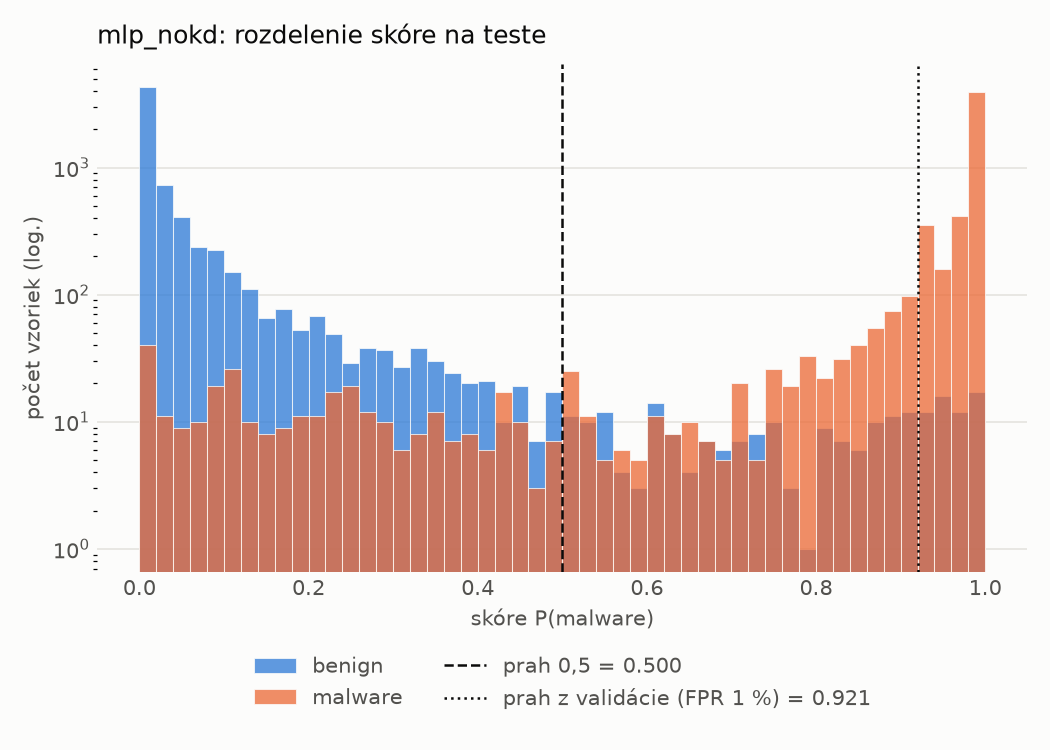 mlp_nokd: rozdelenie skóre na teste
počet vzoriek (log.)
10³
10²
10¹
10⁰
0.0 0.2 0.4 0.6 0.8 1.0
skóre P(malware)
benign
malware
prah 0,5 = 0.500
prah z validácie (FPR 1 %) = 0.921